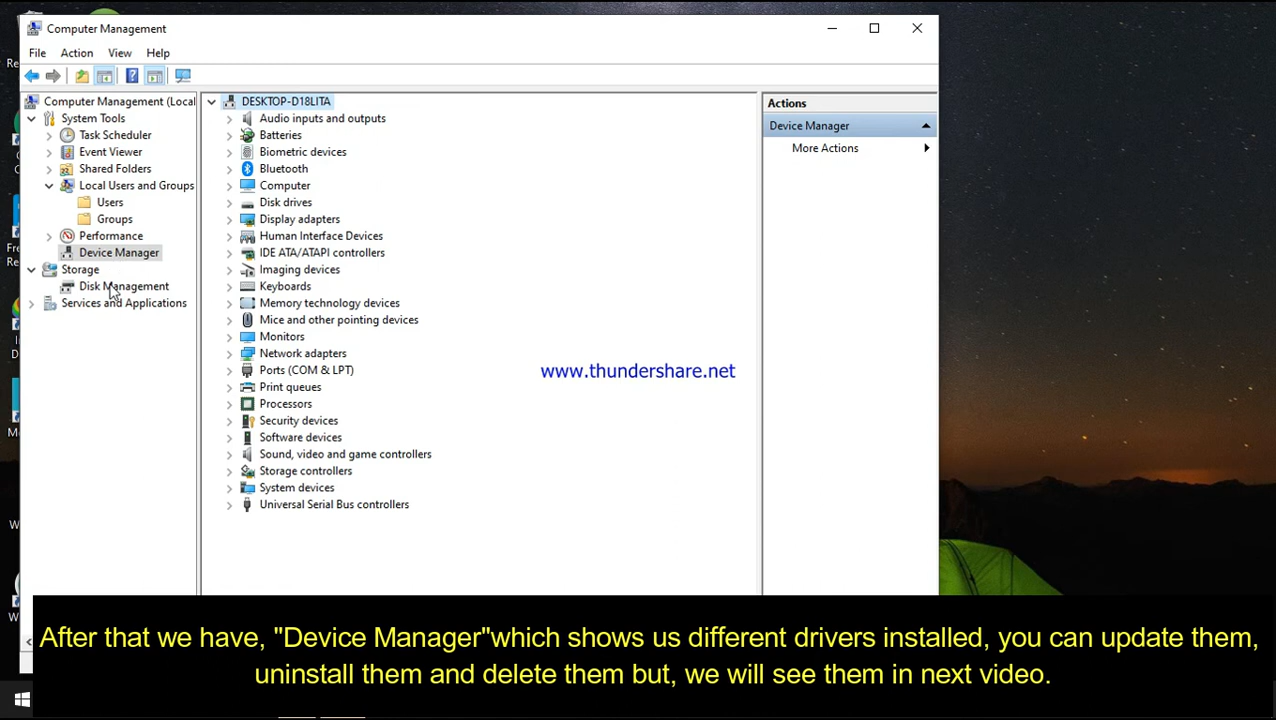 Computer Management
File Action View Help
Computer Management (Local
System Tools
Task Scheduler
Event Viewer
Shared Folders
Local Users and Groups
Users
Groups
Performance
Device Manager
Storage
Disk Management
Services and Applications
DESKTOP-D18LITA
Audio inputs and outputs
Batteries
Biometric devices
Bluetooth
Computer
Disk drives
Display adapters
Human Interface Devices
IDE ATA/ATAPI controllers
Imaging devices
Keyboards
Memory technology devices
Mice and other pointing devices
Monitors
Network adapters
Ports (COM & LPT)
Print queues
Processors
Security devices
Software devices
Sound, video and game controllers
Storage controllers
System devices
Universal Serial Bus controllers
Actions
Device Manager
More Actions
www.thundershare.net
After that we have, "Device Manager"which shows us different drivers installed, you can update them,
uninstall them and delete them but, we will see them in next video.